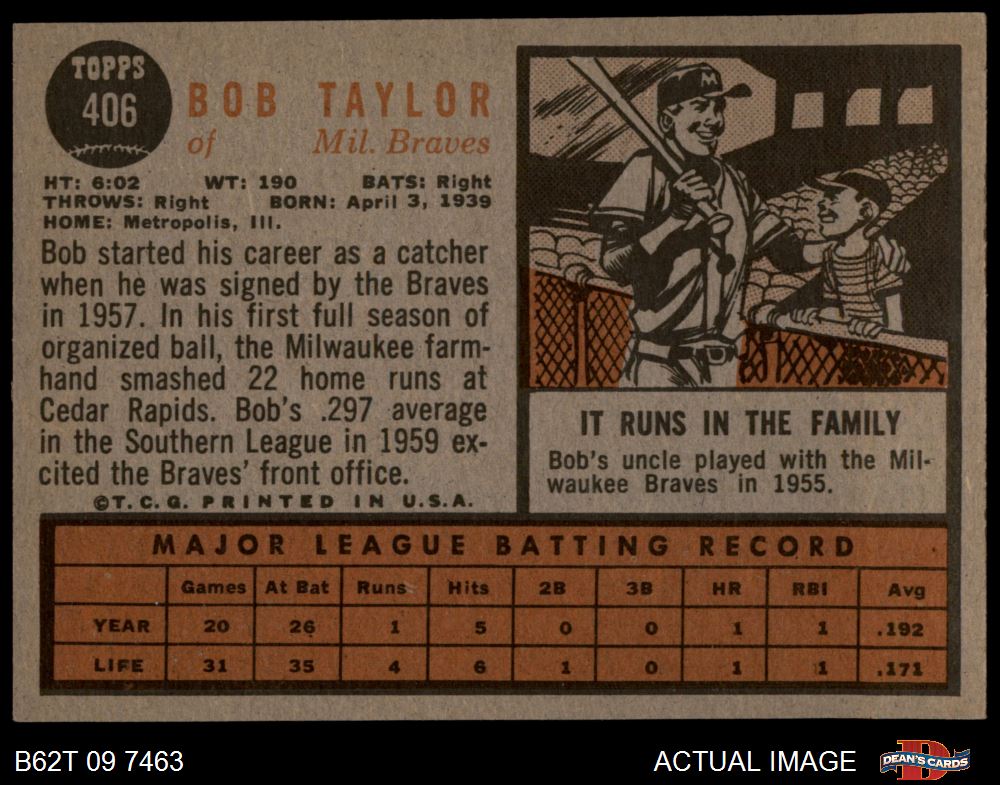 TOPPS
406
BOB TAYLOR
of Mil. Braves
HT: 6:02 WT: 190 BATS: Right
THROWS: Right BORN: April 3, 1939
HOME: Metropolis, Ill.
Bob started his career as a catcher
when he was signed by the Braves
in 1957. In his first full season of
organized ball, the Milwaukee farm-
hand smashed 22 home runs at
Cedar Rapids. Bob's .297 average
in the Southern League in 1959 ex-
cited the Braves' front office.
©T.C.G. PRINTED IN U.S.A.
M
IT RUNS IN THE FAMILY
Bob's uncle played with the Mil-
waukee Braves in 1955.
MAJOR LEAGUE BATTING RECORD
Games At Bat Runs Hits 2B 3B HR RBI Avg
YEAR 20 26 1 5 0 0 1 1 .192
LIFE 31 35 4 6 1 0 1 1 .171
B62T 09 7463 ACTUAL IMAGE D DEAN'S CARDS